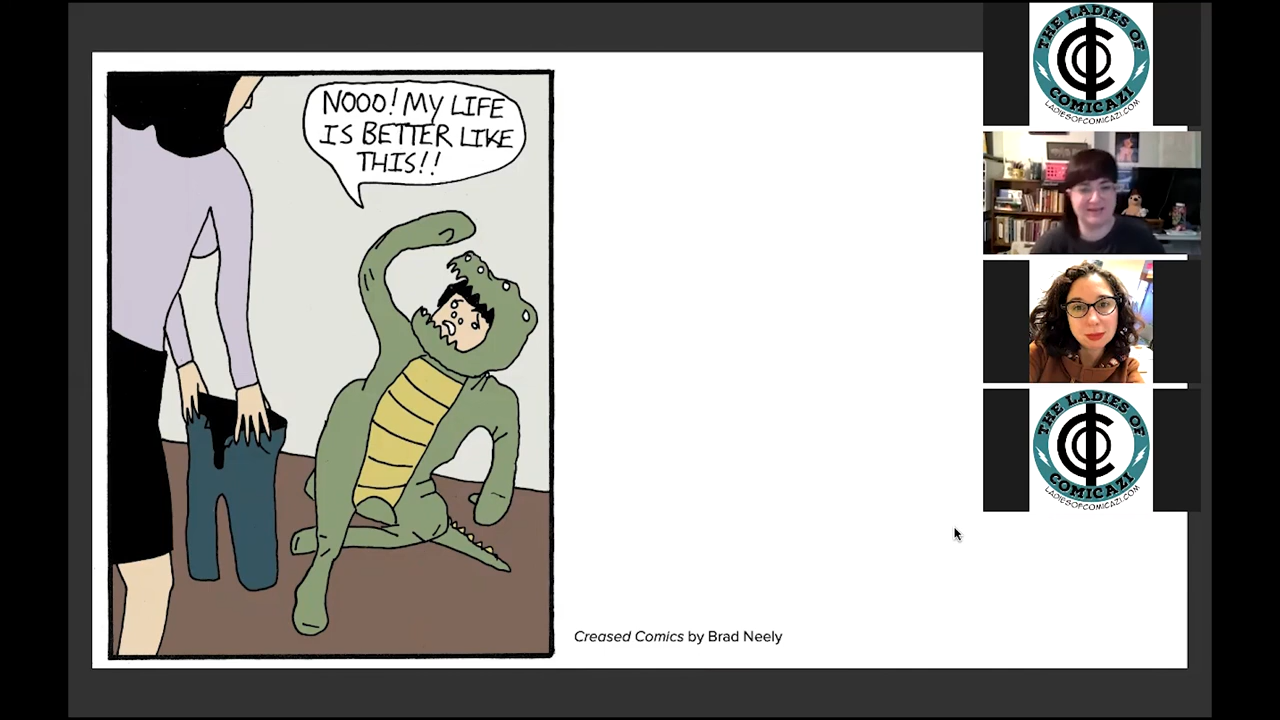 NOOO! MY LIFE
IS BETTER LIKE
THIS!!
Creased Comics by Brad Neely
THE LADIES OF
COMICAZI
LADIESOFCOMICAZI.COM
THE LADIES OF
COMICAZI
LADIESOFCOMICAZI.COM